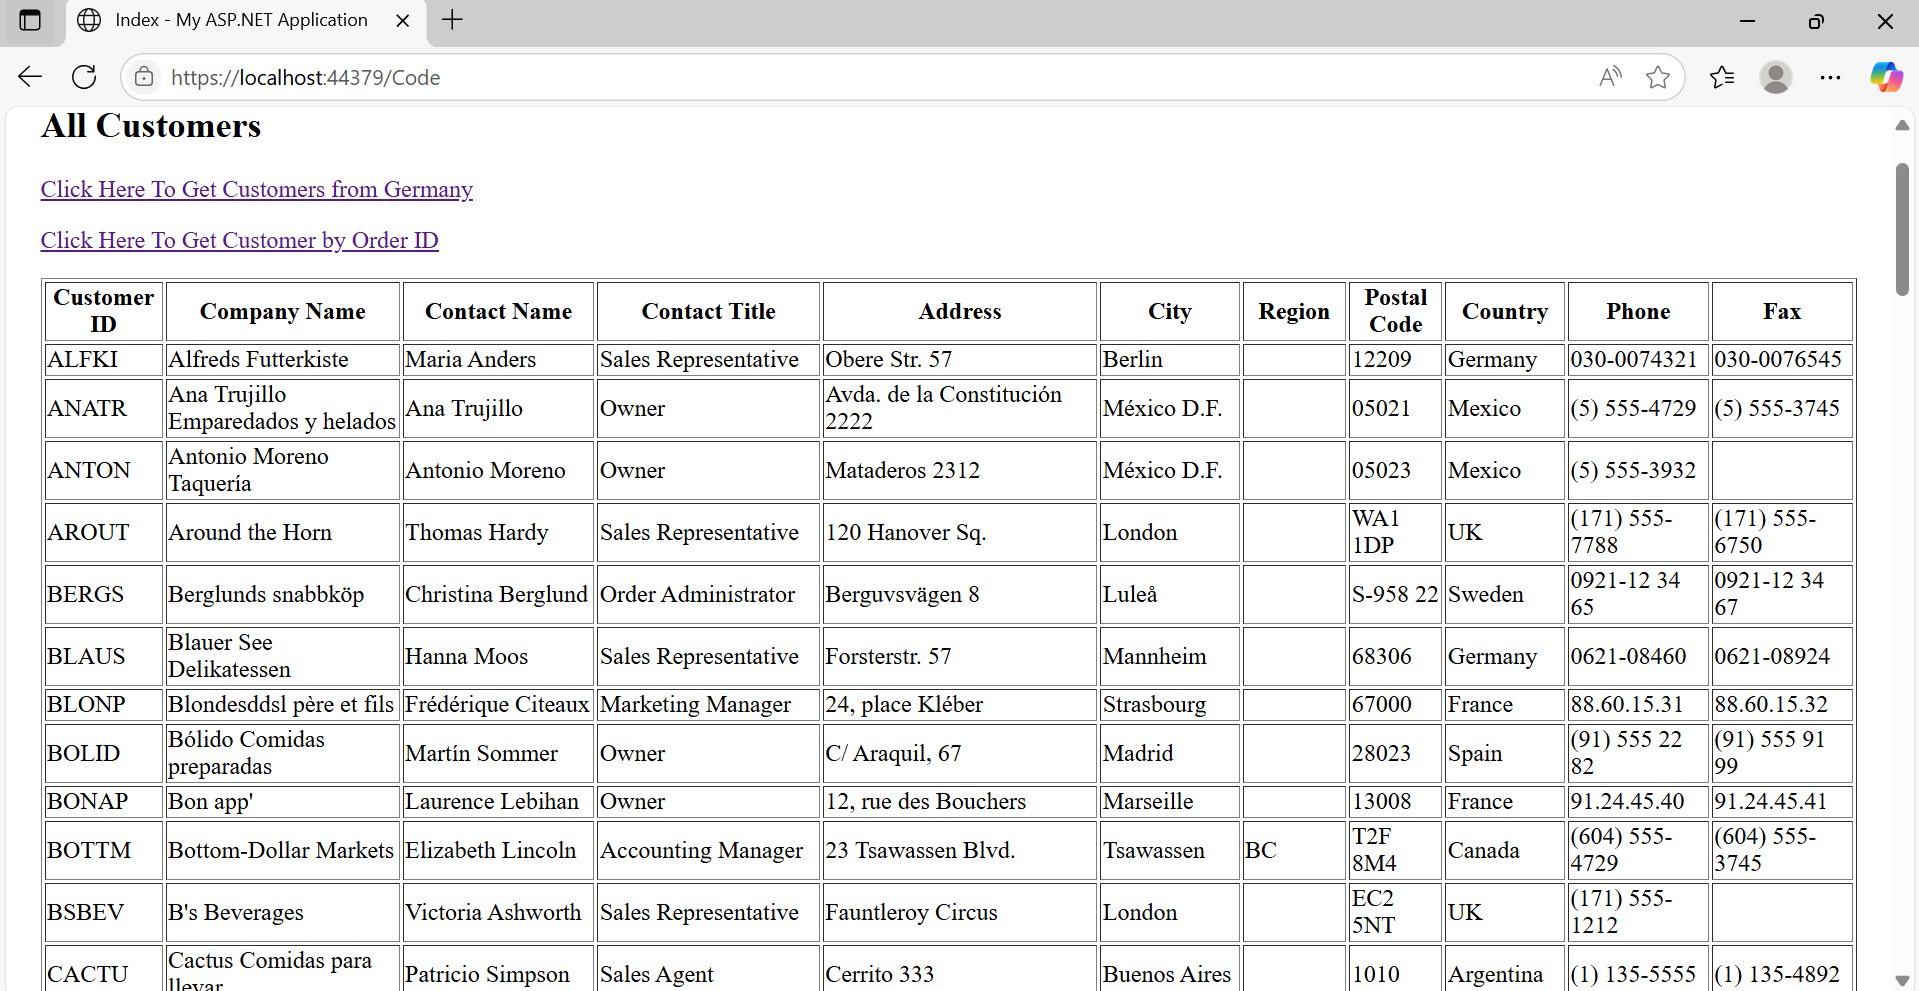 Index - My ASP.NET Application
https://localhost:44379/Code
All Customers
Click Here To Get Customers from Germany
Click Here To Get Customer by Order ID
Customer ID Company Name Contact Name Contact Title Address City Region Postal Code Country Phone Fax
ALFKI Alfreds Futterkiste Maria Anders Sales Representative Obere Str. 57 Berlin 12209 Germany 030-0074321 030-0076545
ANATR Ana Trujillo Emparedados y helados Ana Trujillo Owner Avda. de la Constitución 2222 México D.F. 05021 Mexico (5) 555-4729 (5) 555-3745
ANTON Antonio Moreno Taquería Antonio Moreno Owner Mataderos 2312 México D.F. 05023 Mexico (5) 555-3932
AROUT Around the Horn Thomas Hardy Sales Representative 120 Hanover Sq. London WA1 1DP UK (171) 555-7788 (171) 555-6750
BERGS Berglunds snabbköp Christina Berglund Order Administrator Berguvsvägen 8 Luleå S-958 22 Sweden 0921-12 34 65 0921-12 34 67
BLAUS Blauer See Delikatessen Hanna Moos Sales Representative Forsterstr. 57 Mannheim 68306 Germany 0621-08460 0621-08924
BLONP Blondesddsl père et fils Frédérique Citeaux Marketing Manager 24, place Kléber Strasbourg 67000 France 88.60.15.31 88.60.15.32
BOLID Bólido Comidas preparadas Martín Sommer Owner C/ Araquil, 67 Madrid 28023 Spain (91) 555 22 82 (91) 555 91 99
BONAP Bon app' Laurence Lebihan Owner 12, rue des Bouchers Marseille 13008 France 91.24.45.40 91.24.45.41
BOTTM Bottom-Dollar Markets Elizabeth Lincoln Accounting Manager 23 Tsawassen Blvd. Tsawassen BC T2F 8M4 Canada (604) 555-4729 (604) 555-3745
BSBEV B's Beverages Victoria Ashworth Sales Representative Fauntleroy Circus London EC2 5NT UK (171) 555-1212
CACTU Cactus Comidas para llevar Patricio Simpson Sales Agent Cerrito 333 Buenos Aires 1010 Argentina (1) 135-5555 (1) 135-4892